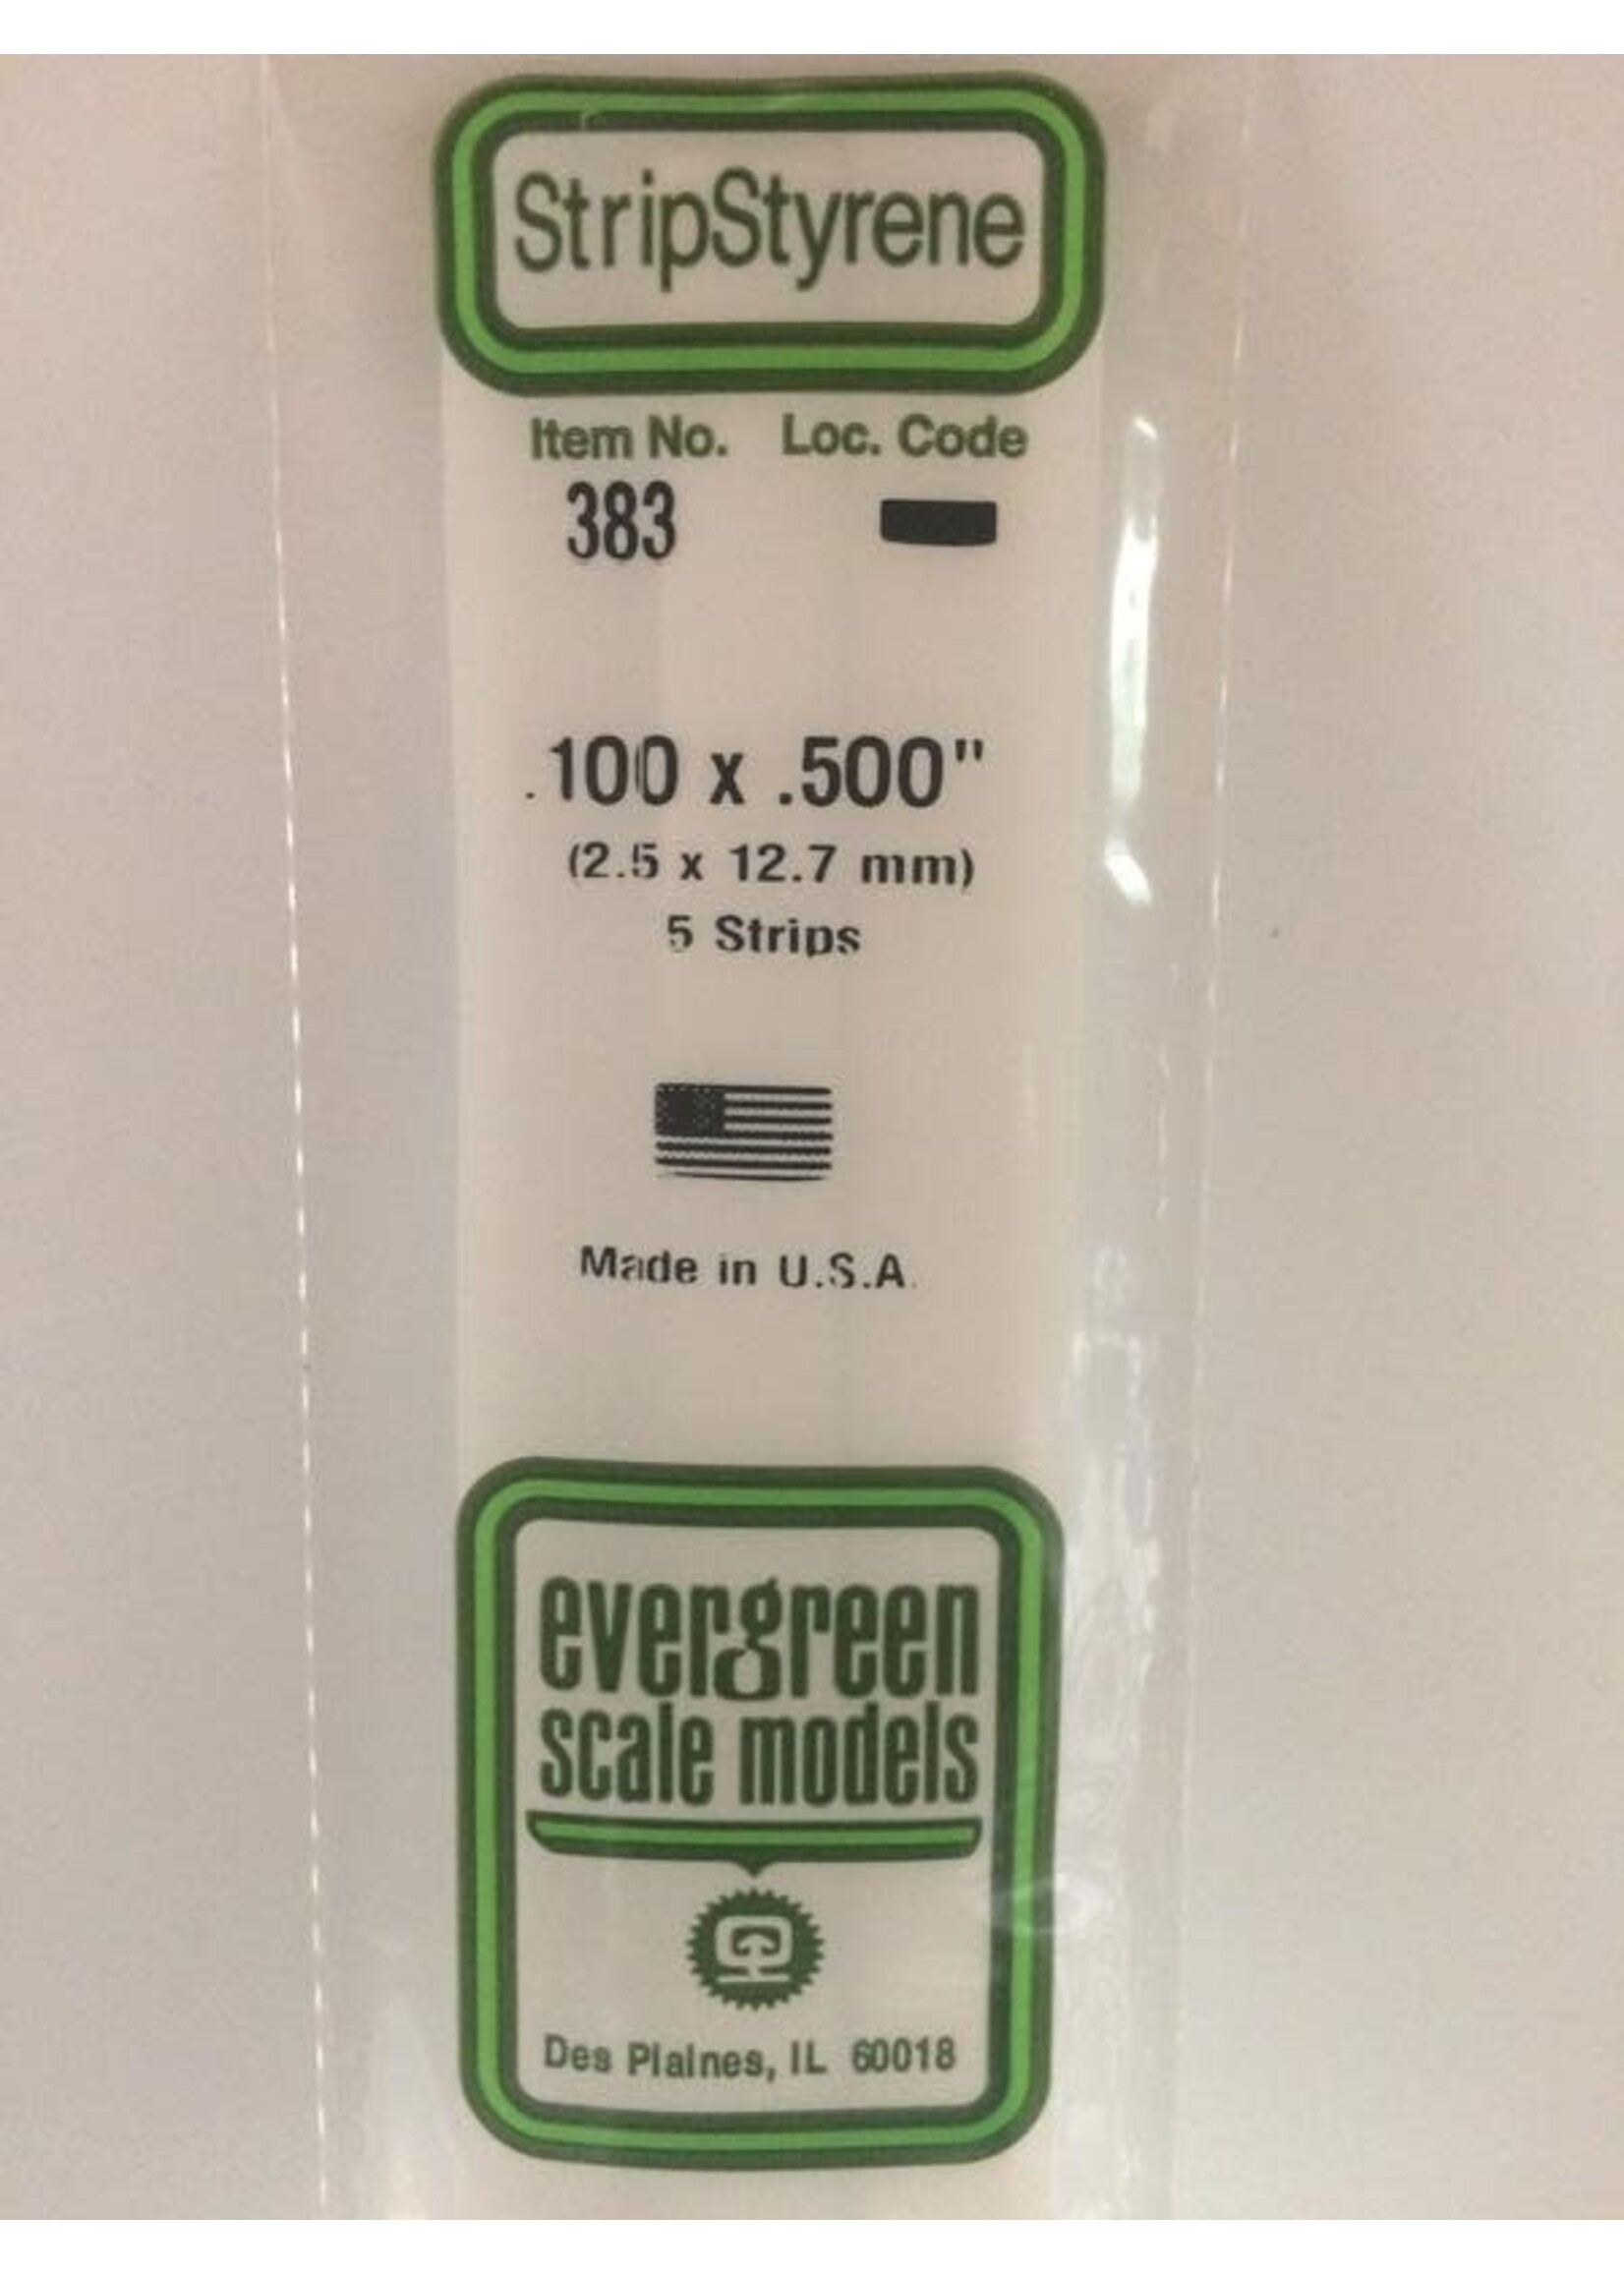 StripStyrene
Item No. Loc. Code
383
.100 x .500"
(2.5 x 12.7 mm)
5 Strips
Made in U.S.A.
evergreen
scale models
Des Plaines, IL 60018